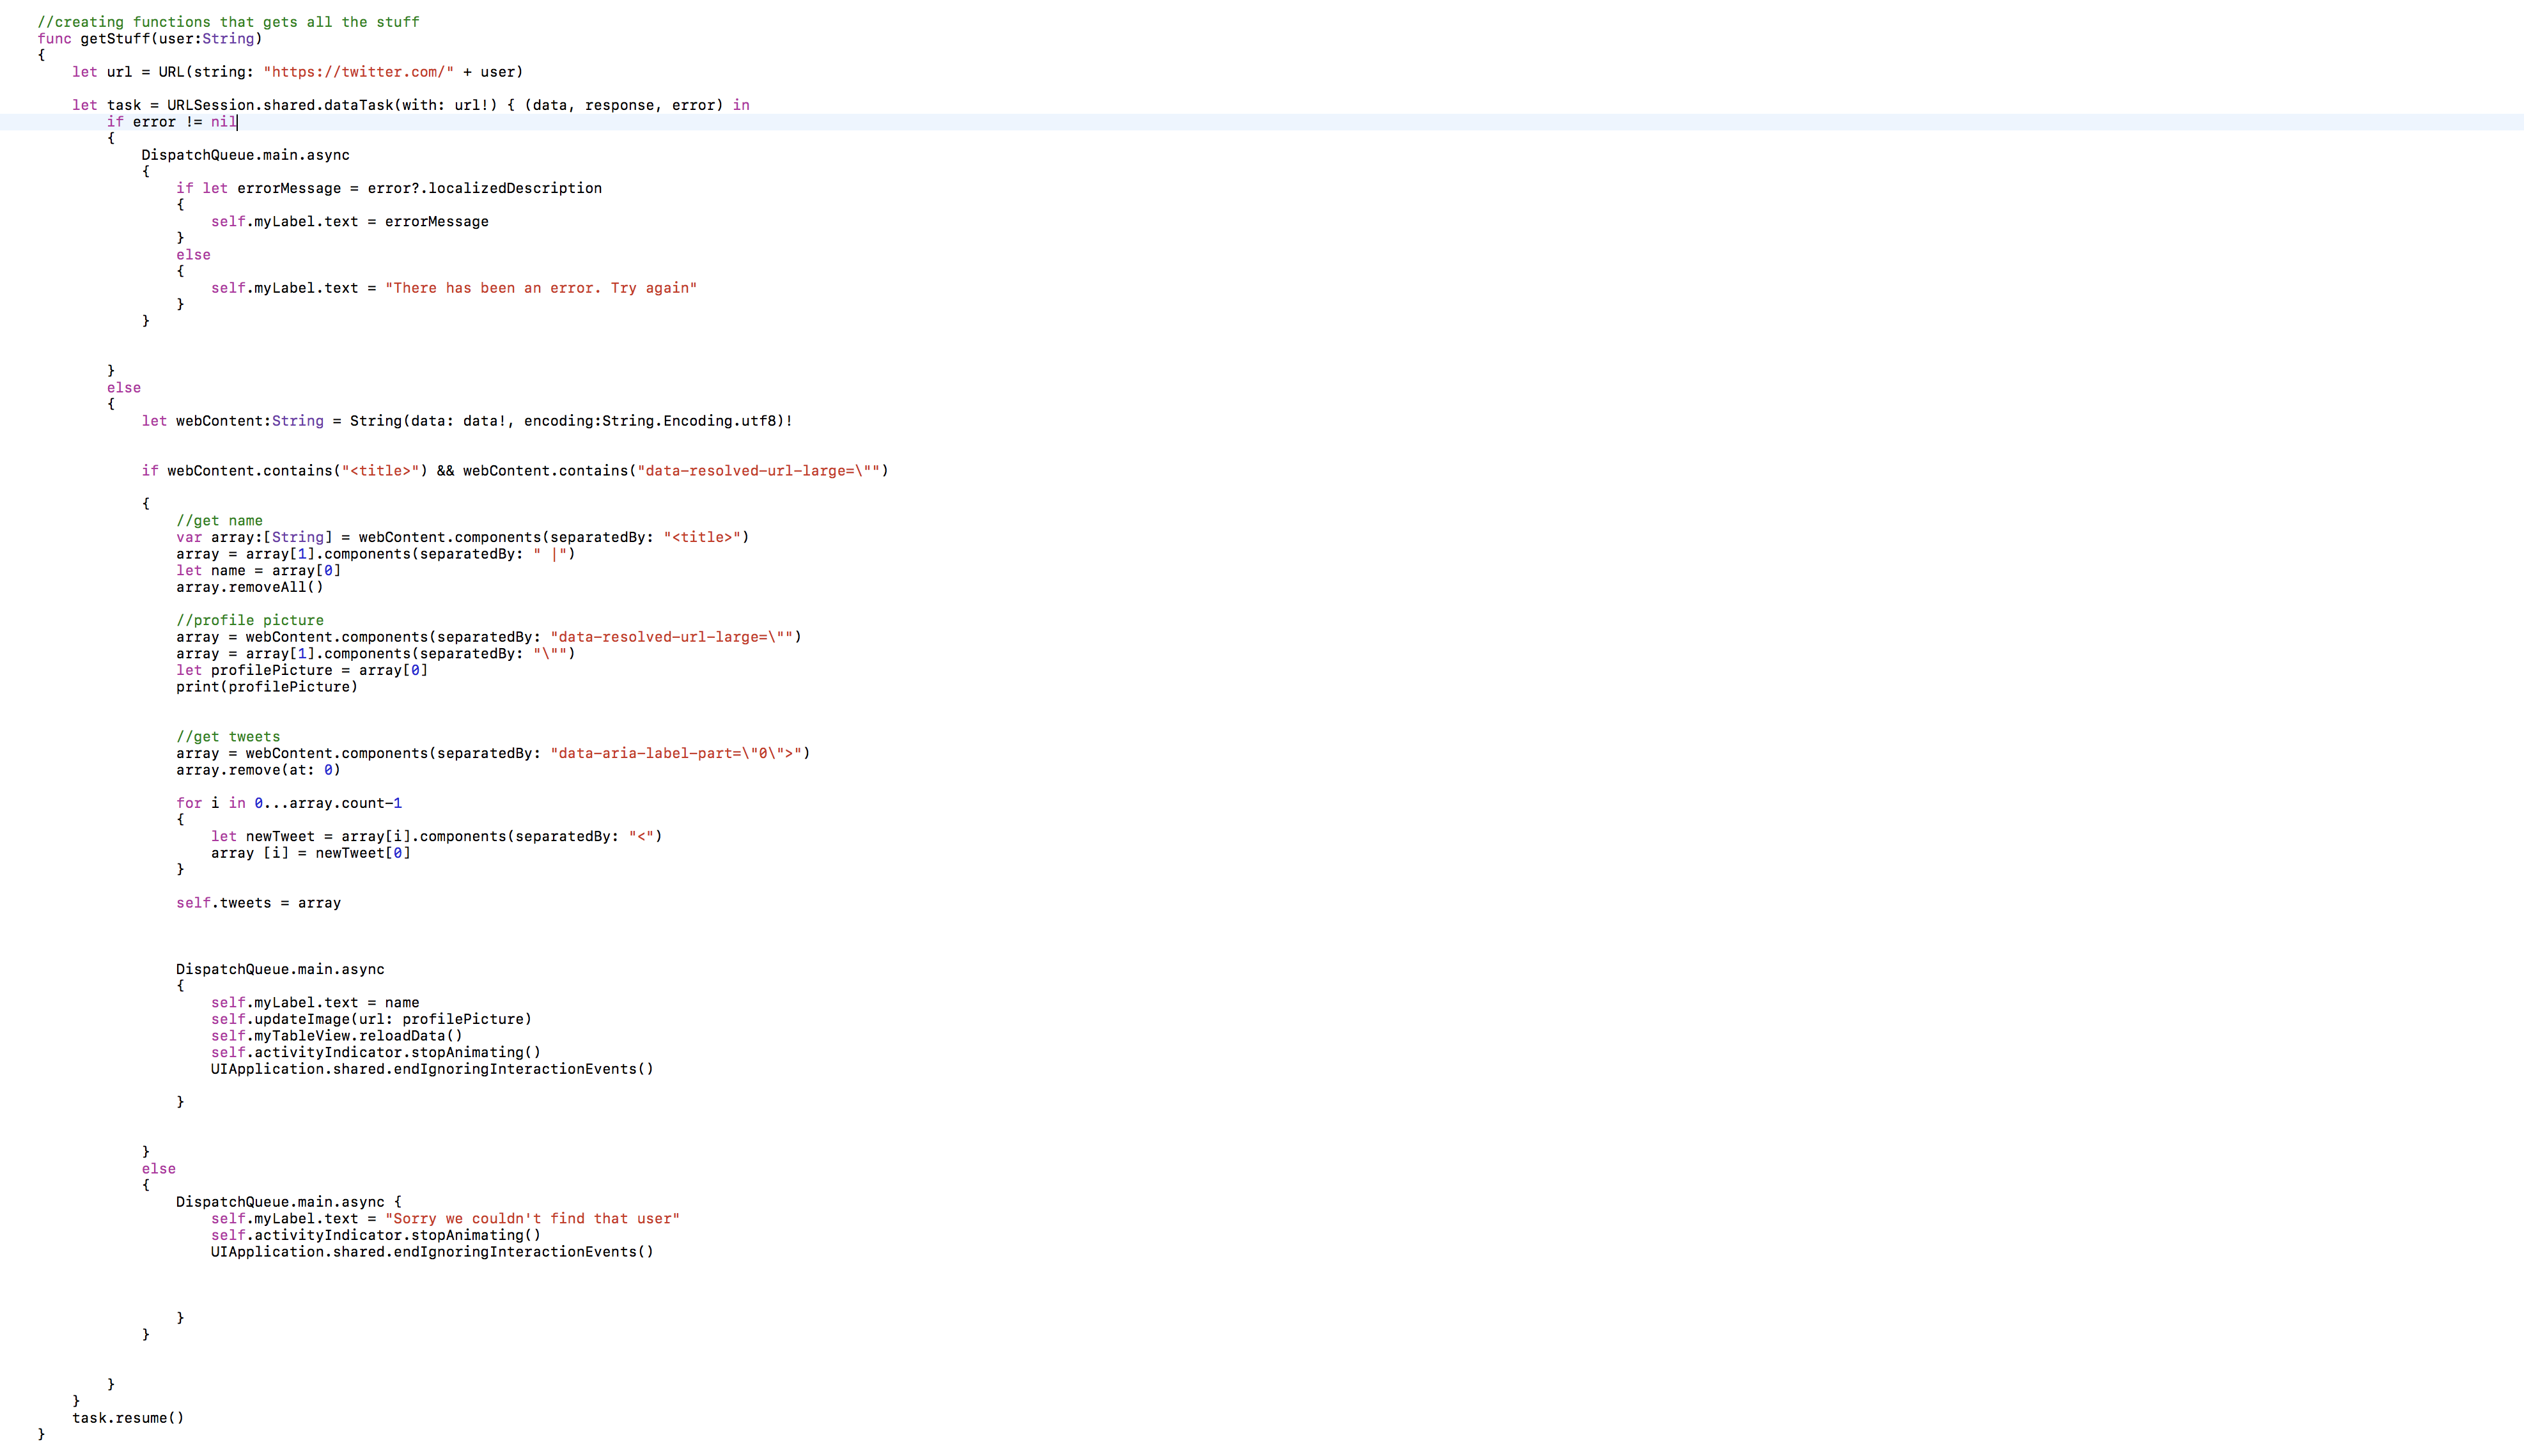 //creating functions that gets all the stuff
func getStuff(user:String)
{
let url = URL(string: "https://twitter.com/" + user)
let task = URLSession.shared.dataTask(with: url!) { (data, response, error) in
if error != nil
{
DispatchQueue.main.async
{
if let errorMessage = error?.localizedDescription
{
self.myLabel.text = errorMessage
}
else
{
self.myLabel.text = "There has been an error. Try again"
}
}
}
else
{
let webContent:String = String(data: data!, encoding:String.Encoding.utf8)!
if webContent.contains("<title>") && webContent.contains("data-resolved-url-large=\"")
{
//get name
var array:[String] = webContent.components(separatedBy: "<title>")
array = array[1].components(separatedBy: " |")
let name = array[0]
array.removeAll()
//profile picture
array = webContent.components(separatedBy: "data-resolved-url-large=\"")
array = array[1].components(separatedBy: "\"")
let profilePicture = array[0]
print(profilePicture)
//get tweets
array = webContent.components(separatedBy: "data-aria-label-part=\"0\">")
array.remove(at: 0)
for i in 0...array.count-1
{
let newTweet = array[i].components(separatedBy: "<")
array [i] = newTweet[0]
}
self.tweets = array
DispatchQueue.main.async
{
self.myLabel.text = name
self.updateImage(url: profilePicture)
self.myTableView.reloadData()
self.activityIndicator.stopAnimating()
UIApplication.shared.endIgnoringInteractionEvents()
}
}
else
{
DispatchQueue.main.async {
self.myLabel.text = "Sorry we couldn't find that user"
self.activityIndicator.stopAnimating()
UIApplication.shared.endIgnoringInteractionEvents()
}
}
}
}
task.resume()
}